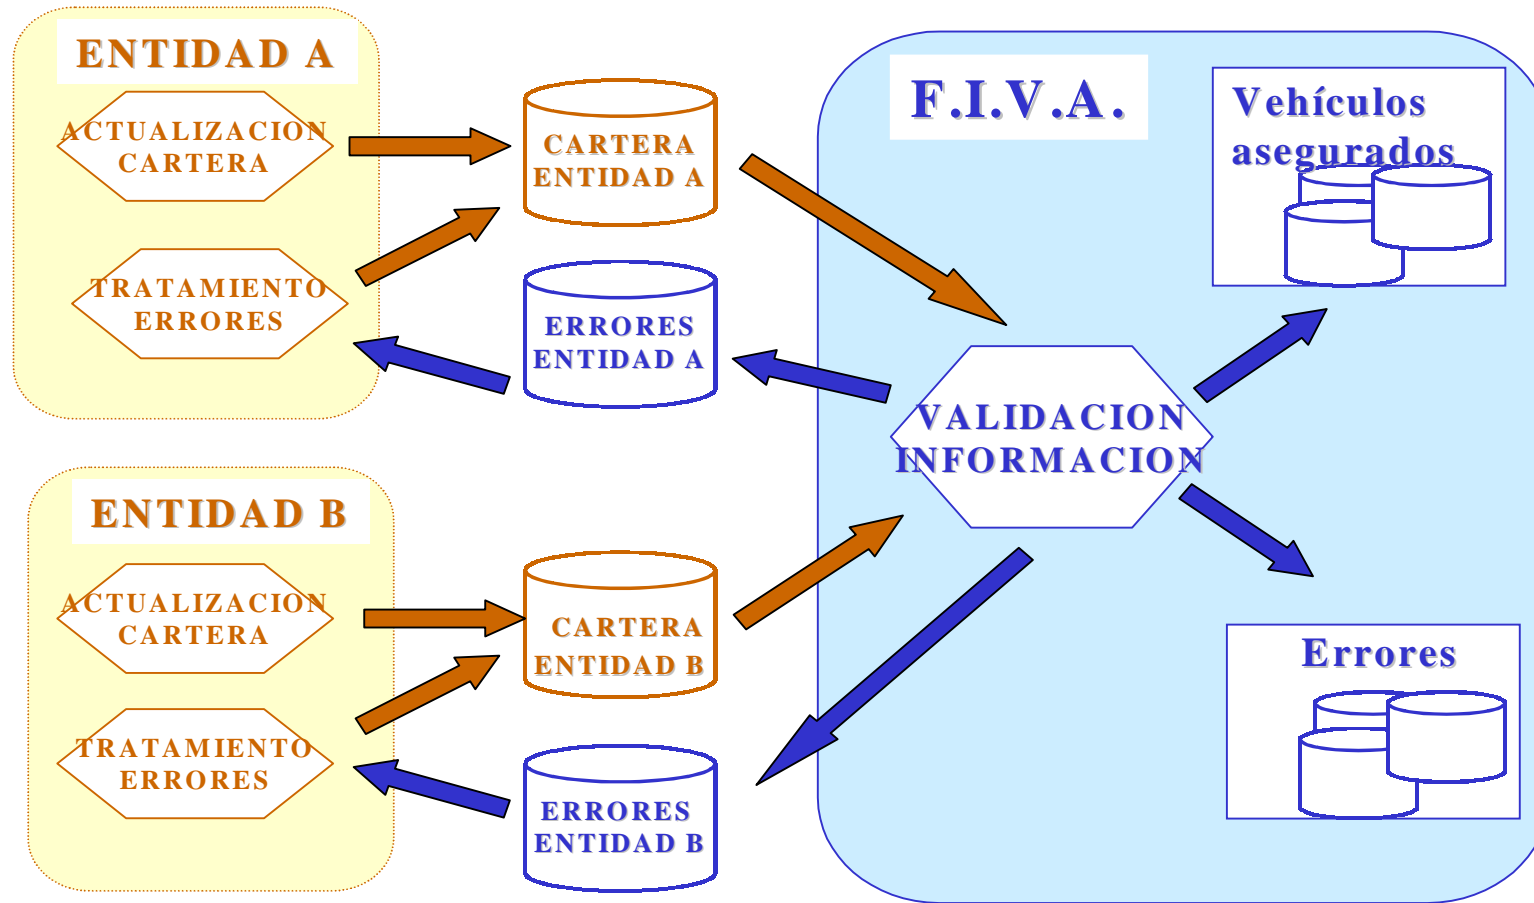 ENTIDAD A
ACTUALIZACION
CARTERA
TRATAMIENTO
ERRORES
CARTERA
ENTIDAD A
ERRORES
ENTIDAD A
ENTIDAD B
ACTUALIZACION
CARTERA
TRATAMIENTO
ERRORES
CARTERA
ENTIDAD B
ERRORES
ENTIDAD B
F.I.V.A.
VALIDACION
INFORMACION
Vehículos
asegurados
Errores